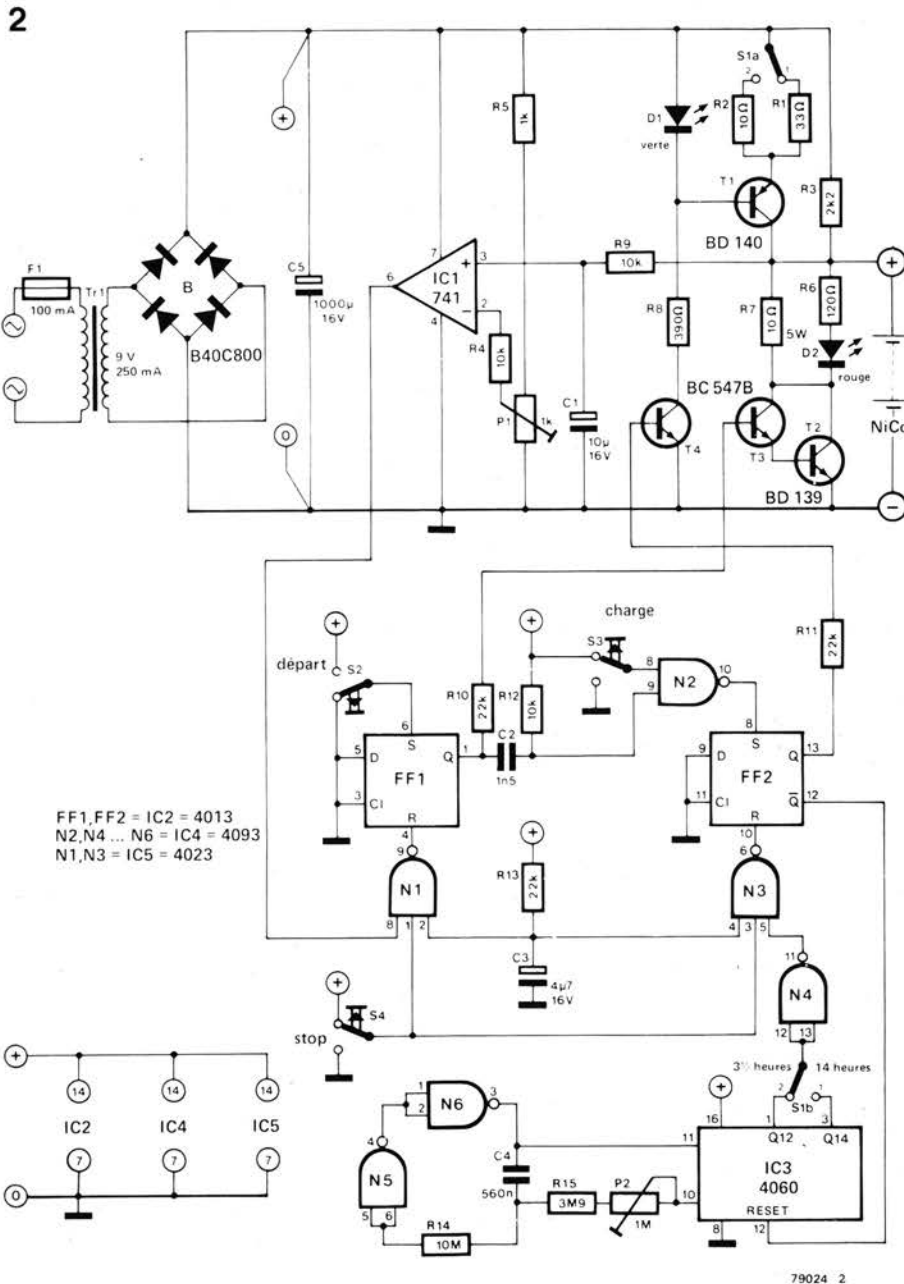 2
S1a
2
1
R5
1k
D1
verte
R2
10Ω
R1
33Ω
T1
BD 140
R3
2k2
F1
100 mA
Tr1
9 V
250 mA
B
B40C800
+
C5
1000µ
16V
7
6
IC1
741
4
+
3
–
2
R9
10k
R4
10k
P1
1k
C1
10µ
16V
R8
390Ω
R7
10Ω
5W
R6
120Ω
D2
rouge
+
BC 547B
T4
T3
T2
BD 139
NiCd
–
0
départ
+
S2
R10
22k
R12
10k
+
charge
S3
8
9
N2
10
R11
22k
6
S
5
D
Q
1
FF1
3
Cl
R
4
C2
1n5
8
S
9
D
Q
13
FF2
11
Cl
Q
12
R
10
FF1,FF2 = IC2 = 4013
N2,N4 ... N6 = IC4 = 4093
N1,N3 = IC5 = 4023
9
N1
8
1
2
+
R13
22k
6
N3
4
3
5
C3
4µ7
16V
11
N4
12
13
+
S4
stop
3½ heures
14 heures
2
1
S1b
+
14
14
14
IC2
IC4
IC5
7
7
7
0
1
2
N6
3
4
N5
5
6
C4
560n
R14
10M
R15
3M9
P2
1M
+
16
1
3
Q12
Q14
11
10
IC3
4060
RESET
8
12
79024 2